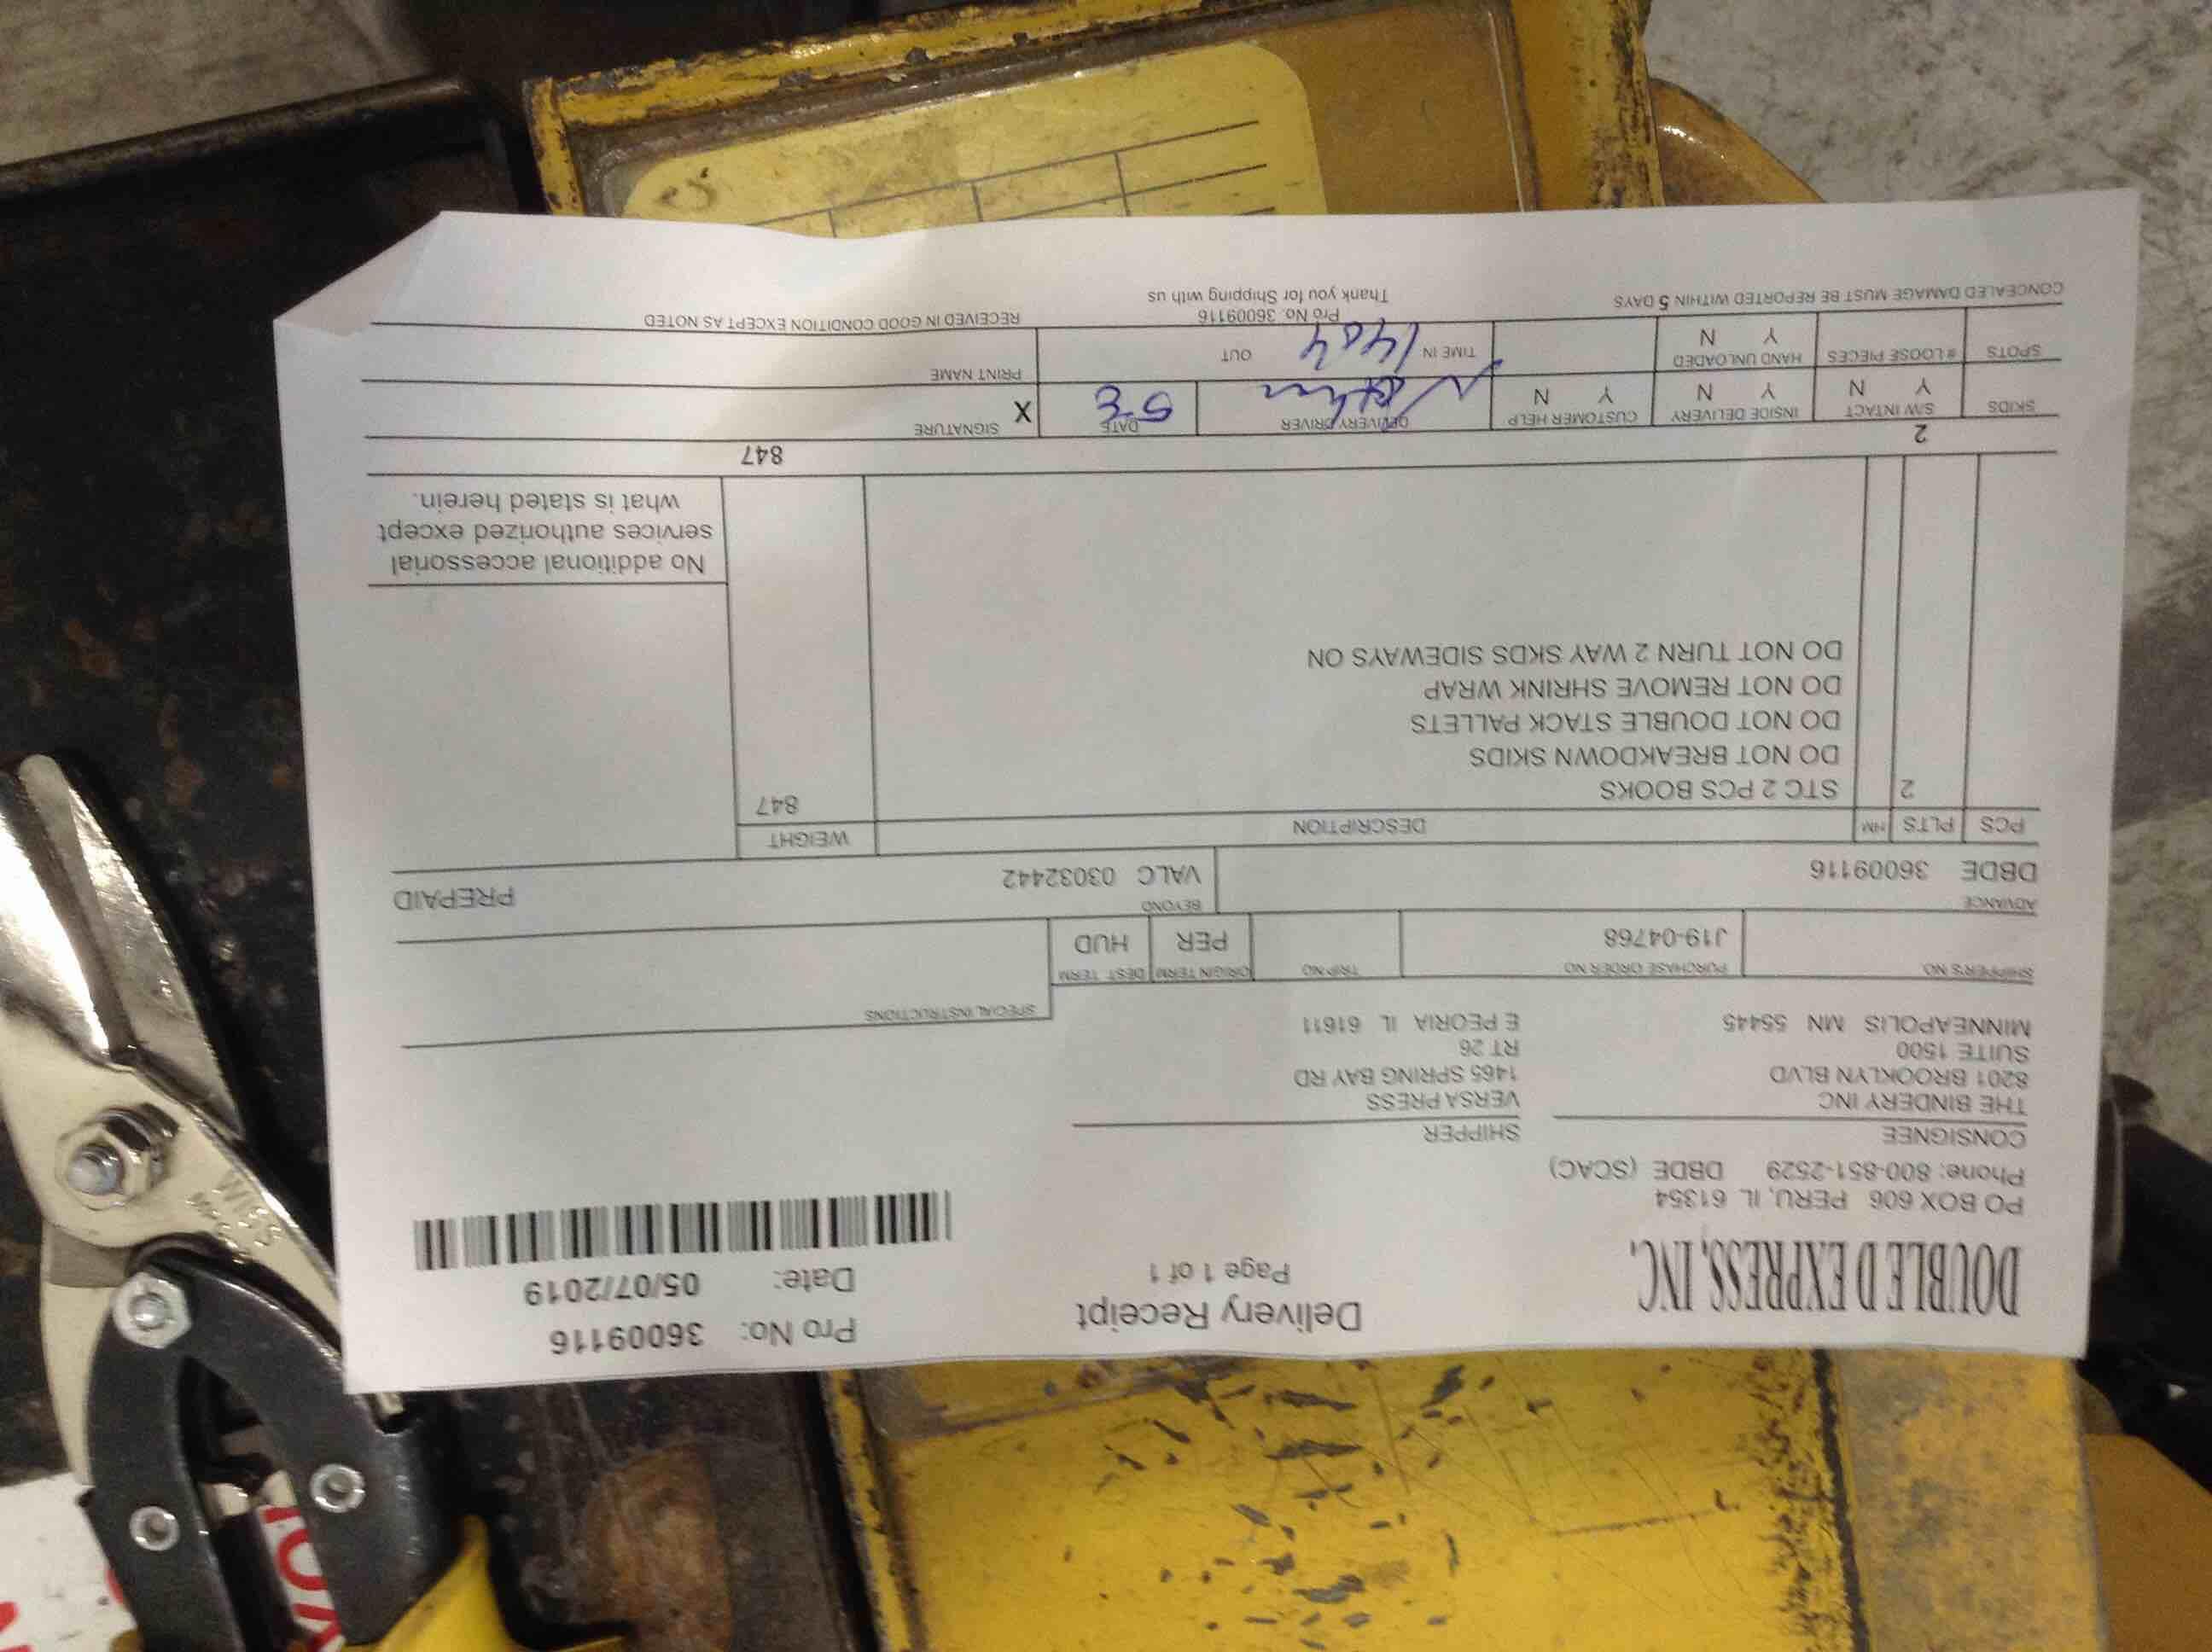 DOUBLE D EXPRESS, INC.
PO BOX 606 PERU, IL 61354
Phone: 800-851-2529 DBDE (SCAC)
Delivery Receipt
Page 1 of 1
Pro No: 36009116
Date: 05/07/2019
CONSIGNEE
THE BINDERY INC
8201 BROOKLYN BLVD
SUITE 1500
MINNEAPOLIS MN 55445
SHIPPER
VERSA PRESS
1465 SPRING BAY RD
RT 26
E PEORIA IL 61611
SPECIAL INSTRUCTIONS
SHIPPER'S NO. PURCHASE ORDER NO TRIP NO ORIGIN TERM DEST TERM
J19-04768 PER HUD
ADVANCE BEYOND
DBDE 36009116 VALC 03032442 PREPAID
PCS PLTS HM DESCRIPTION WEIGHT
2 STC 2 PCS BOOKS 847
DO NOT BREAKDOWN SKIDS
DO NOT DOUBLE STACK PALLETS
DO NOT REMOVE SHRINK WRAP
DO NOT TURN 2 WAY SKDS SIDEWAYS ON
No additional accessorial
services authorized except
what is stated herein.
2 847
SKIDS S/W INTACT INSIDE DELIVERY CUSTOMER HELP DELIVERY DRIVER DATE SIGNATURE
Y N Y N Y N X
SPOTS # LOOSE PIECES HAND UNLOADED TIME IN 1404 OUT PRINT NAME
Y N
Pro No. 36009116 RECEIVED IN GOOD CONDITION EXCEPT AS NOTED
CONCEALED DAMAGE MUST BE REPORTED WITHIN 5 DAYS Thank you for Shipping with us
WISS